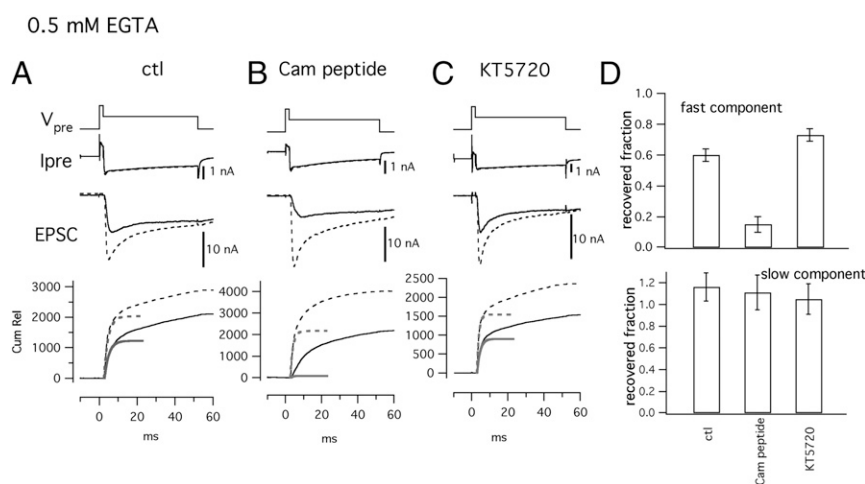 0.5 mM EGTA
A ctl
B Cam peptide
C KT5720
D
Vpre
Ipre
1 nA
1 nA
1 nA
EPSC
10 nA
10 nA
10 nA
Cum Rel
3000
2000
1000
0
0 20 40 60
ms
4000
3000
2000
1000
0
0 20 40 60
ms
2500
2000
1500
1000
500
0
0 20 40 60
ms
recovered fraction
fast component
1.0
0.8
0.6
0.4
0.2
0.0
recovered fraction
slow component
1.2
1.0
0.8
0.6
0.4
0.2
0.0
ctl
Cam peptide
KT5720